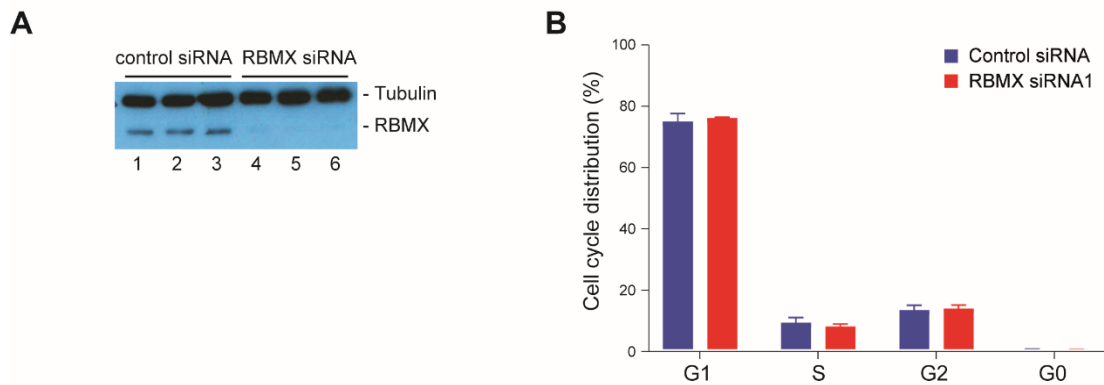 A
control siRNA RBMX siRNA
- Tubulin
- RBMX
1 2 3 4 5 6
B
Cell cycle distribution (%)
100
80
60
40
20
0
Control siRNA
RBMX siRNA1
G1 S G2 G0